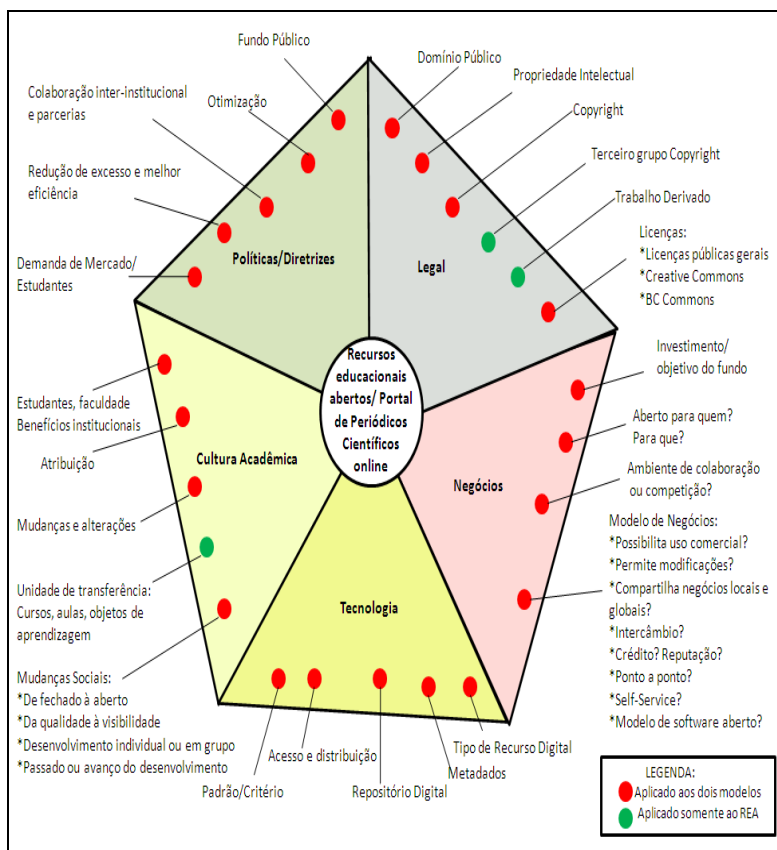 Fundo Público
Colaboração inter-institucional
e parcerias
Otimização
Redução de excesso e melhor
eficiência
Demanda de Mercado/
Estudantes
Políticas/Diretrizes
Domínio Público
Propriedade Intelectual
Copyright
Terceiro grupo Copyright
Trabalho Derivado
Licenças:
*Licenças públicas gerais
*Creative Commons
*BC Commons
Legal
Recursos
educacionais
abertos/ Portal
de Periódicos
Científicos
online
Estudantes, faculdade
Benefícios institucionais
Atribuição
Mudanças e alterações
Unidade de transferência:
Cursos, aulas, objetos de
aprendizagem
Mudanças Sociais:
*De fechado à aberto
*Da qualidade à visibilidade
*Desenvolvimento individual ou em grupo
*Passado ou avanço do desenvolvimento
Cultura Acadêmica
Investimento/
objetivo do fundo
Aberto para quem?
Para que?
Ambiente de colaboração
ou competição?
Modelo de Negócios:
*Possibilita uso comercial?
*Permite modificações?
*Compartilha negócios locais e
globais?
*Intercâmbio?
*Crédito? Reputação?
*Ponto a ponto?
*Self-Service?
*Modelo de software aberto?
Negócios
Tecnologia
Padrão/Critério
Acesso e distribuição
Repositório Digital
Metadados
Tipo de Recurso Digital
LEGENDA:
Aplicado aos dois modelos
Aplicado somente ao REA